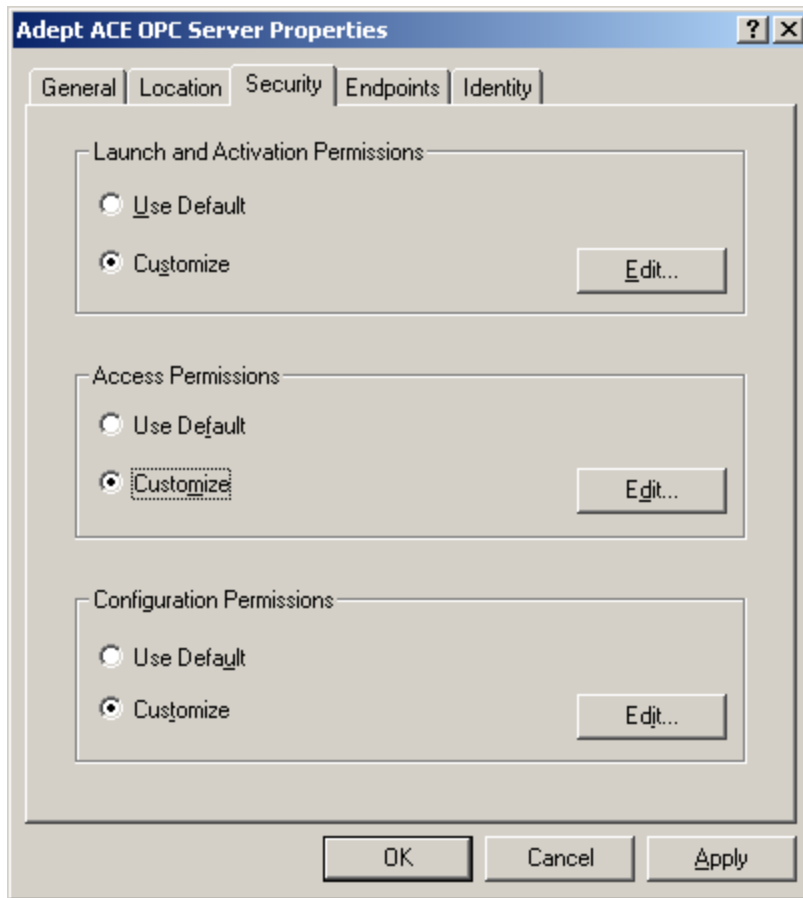 Adept ACE OPC Server Properties
General Location Security Endpoints Identity
Launch and Activation Permissions
Use Default
Customize
Edit...
Access Permissions
Use Default
Customize
Edit...
Configuration Permissions
Use Default
Customize
Edit...
OK Cancel Apply